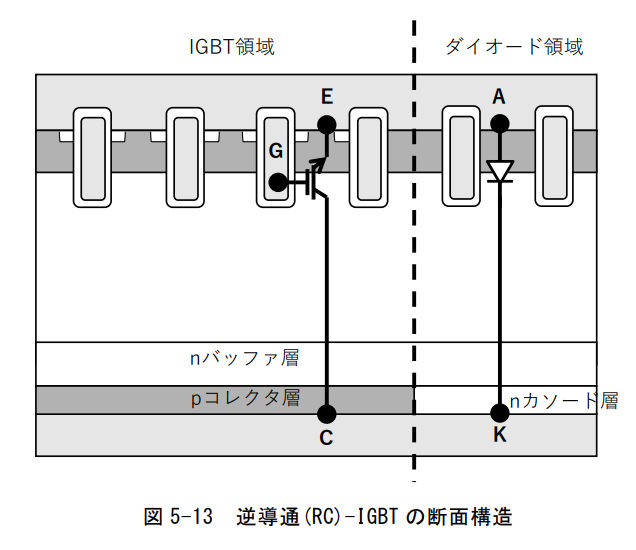 IGBT領域
ダイオード領域
E
A
G
nバッファ層
pコレクタ層
nカソード層
C
K
図 5-13 逆導通(RC)-IGBT の断面構造